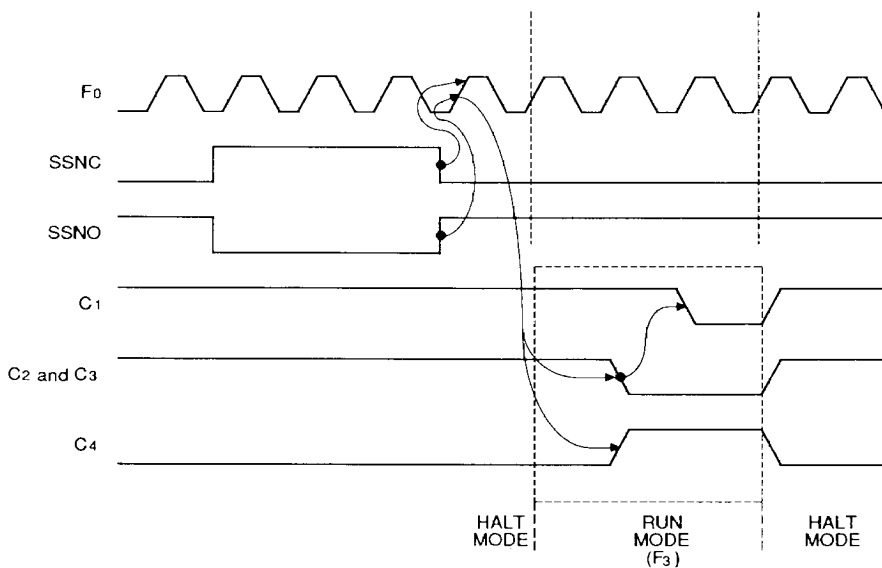 F0
SSNC
SSNO
C1
C2 and C3
C4
HALT
MODE
RUN
MODE
(F3)
HALT
MODE